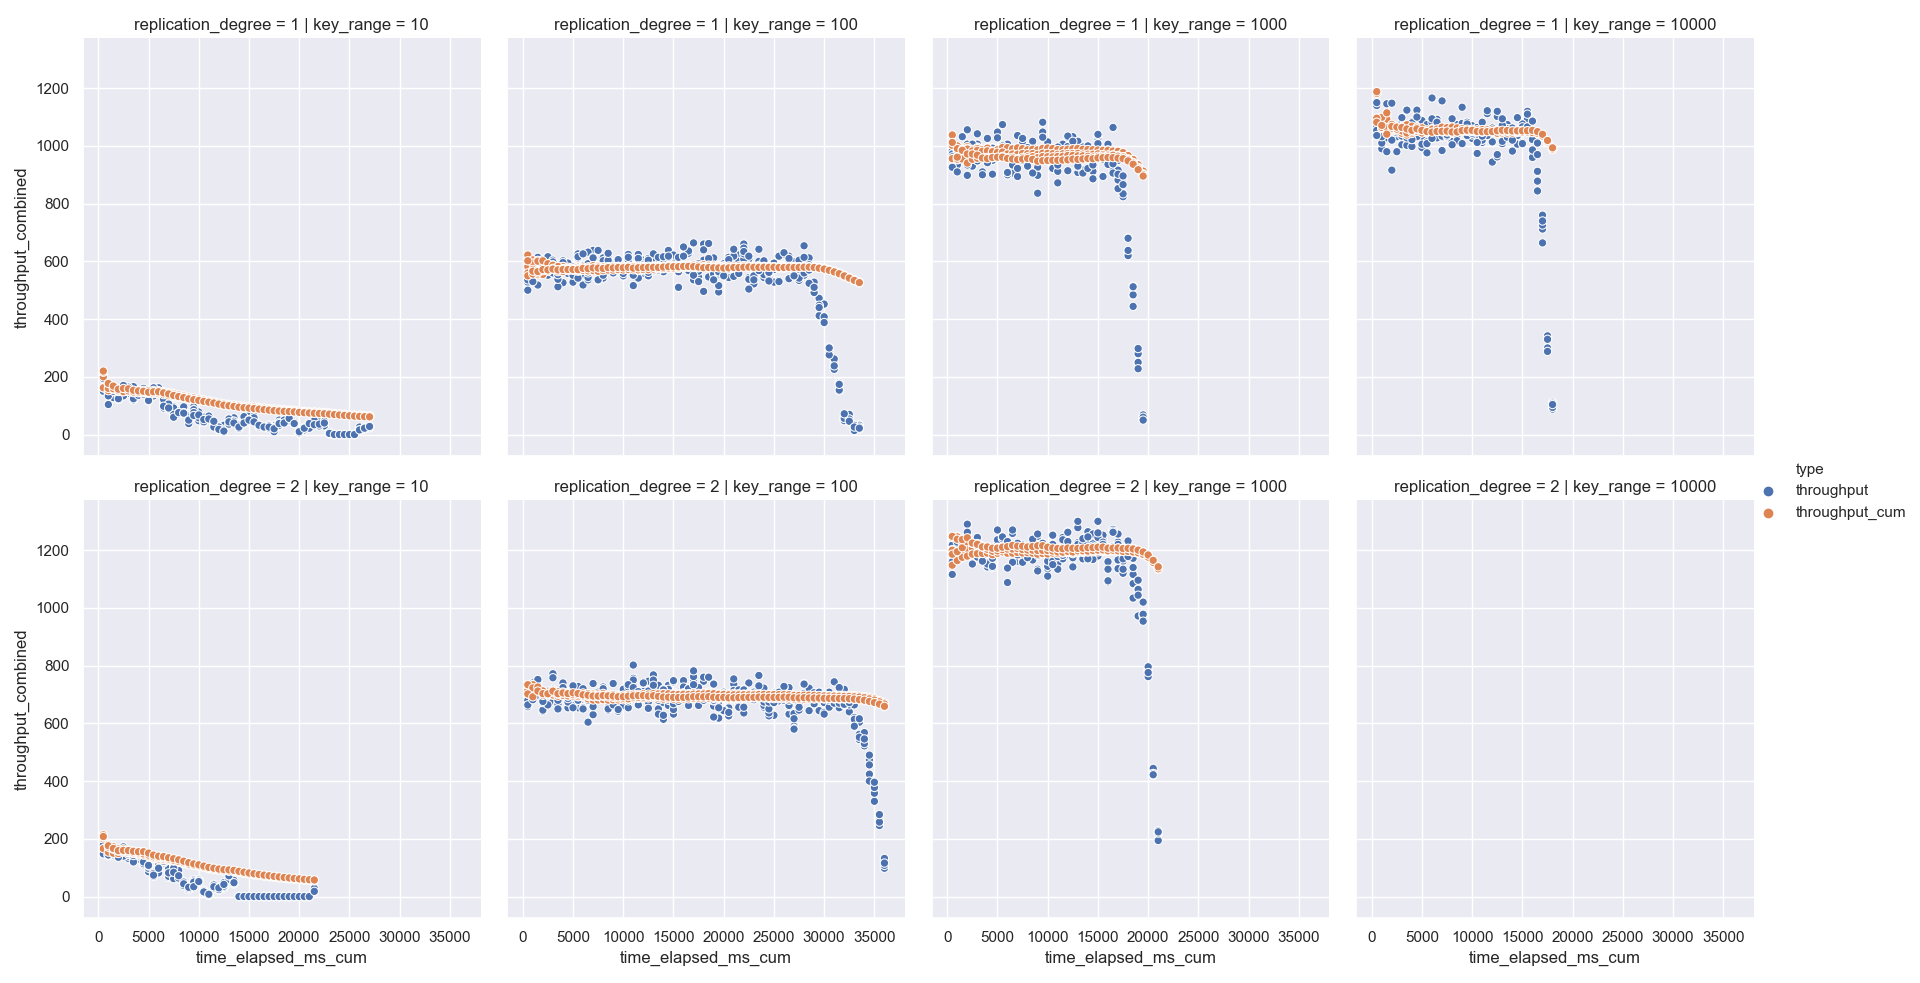 replication_degree = 1 | key_range = 10
replication_degree = 1 | key_range = 100
replication_degree = 1 | key_range = 1000
replication_degree = 1 | key_range = 10000
throughput_combined
1200
1000
800
600
400
200
0
replication_degree = 2 | key_range = 10
replication_degree = 2 | key_range = 100
replication_degree = 2 | key_range = 1000
replication_degree = 2 | key_range = 10000
type
throughput
throughput_cum
throughput_combined
1200
1000
800
600
400
200
0
0 5000 10000 15000 20000 25000 30000 35000
0 5000 10000 15000 20000 25000 30000 35000
0 5000 10000 15000 20000 25000 30000 35000
0 5000 10000 15000 20000 25000 30000 35000
time_elapsed_ms_cum
time_elapsed_ms_cum
time_elapsed_ms_cum
time_elapsed_ms_cum